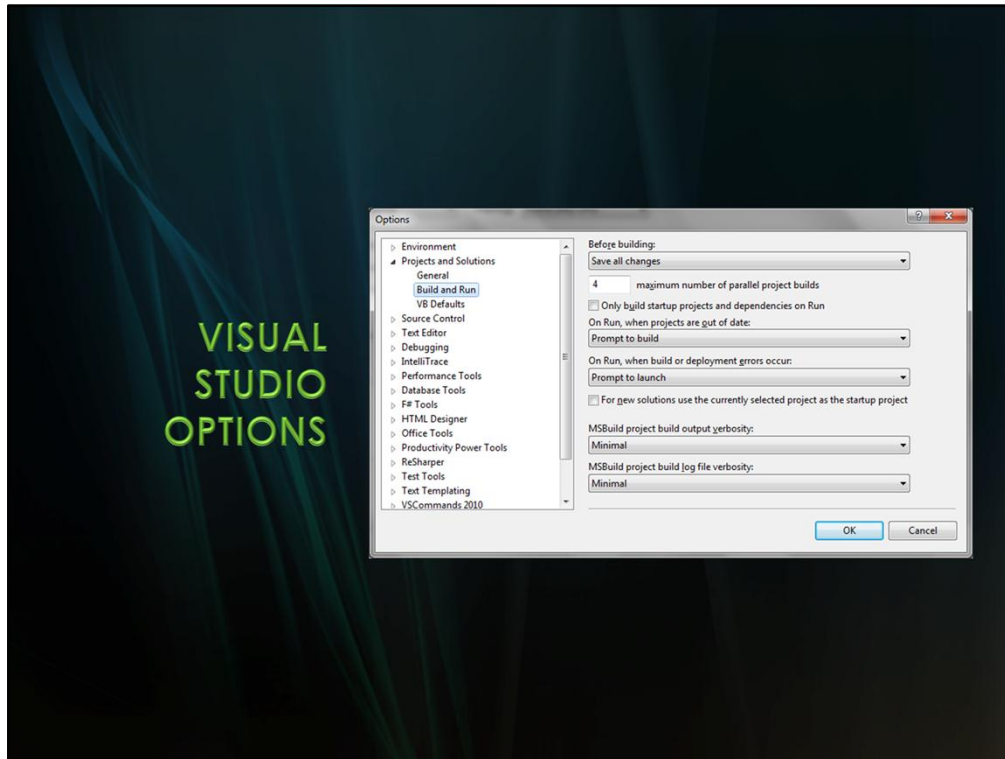 VISUAL
STUDIO
OPTIONS
Options
Environment
Projects and Solutions
General
Build and Run
VB Defaults
Source Control
Text Editor
Debugging
IntelliTrace
Performance Tools
Database Tools
F# Tools
HTML Designer
Office Tools
Productivity Power Tools
ReSharper
Test Tools
Text Templating
VSCommands 2010
Before building:
Save all changes
4 maximum number of parallel project builds
Only build startup projects and dependencies on Run
On Run, when projects are out of date:
Prompt to build
On Run, when build or deployment errors occur:
Prompt to launch
For new solutions use the currently selected project as the startup project
MSBuild project build output verbosity:
Minimal
MSBuild project build log file verbosity:
Minimal
OK Cancel